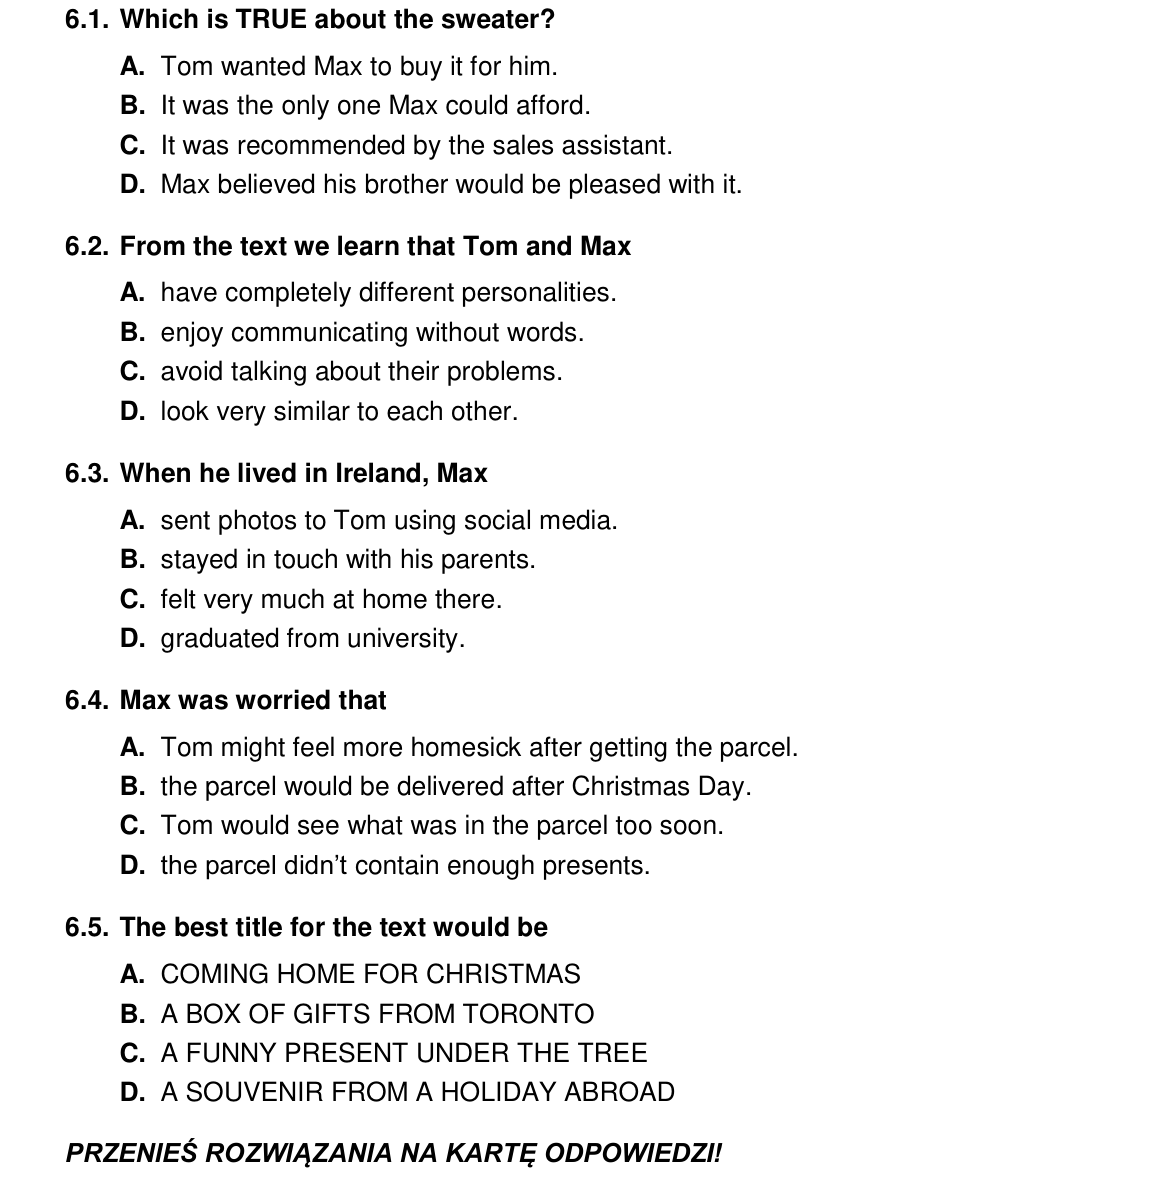 6.1. Which is TRUE about the sweater?
A. Tom wanted Max to buy it for him.
B. It was the only one Max could afford.
C. It was recommended by the sales assistant.
D. Max believed his brother would be pleased with it.
6.2. From the text we learn that Tom and Max
A. have completely different personalities.
B. enjoy communicating without words.
C. avoid talking about their problems.
D. look very similar to each other.
6.3. When he lived in Ireland, Max
A. sent photos to Tom using social media.
B. stayed in touch with his parents.
C. felt very much at home there.
D. graduated from university.
6.4. Max was worried that
A. Tom might feel more homesick after getting the parcel.
B. the parcel would be delivered after Christmas Day.
C. Tom would see what was in the parcel too soon.
D. the parcel didn’t contain enough presents.
6.5. The best title for the text would be
A. COMING HOME FOR CHRISTMAS
B. A BOX OF GIFTS FROM TORONTO
C. A FUNNY PRESENT UNDER THE TREE
D. A SOUVENIR FROM A HOLIDAY ABROAD
PRZENIEŚ ROZWIĄZANIA NA KARTĘ ODPOWIEDZI!